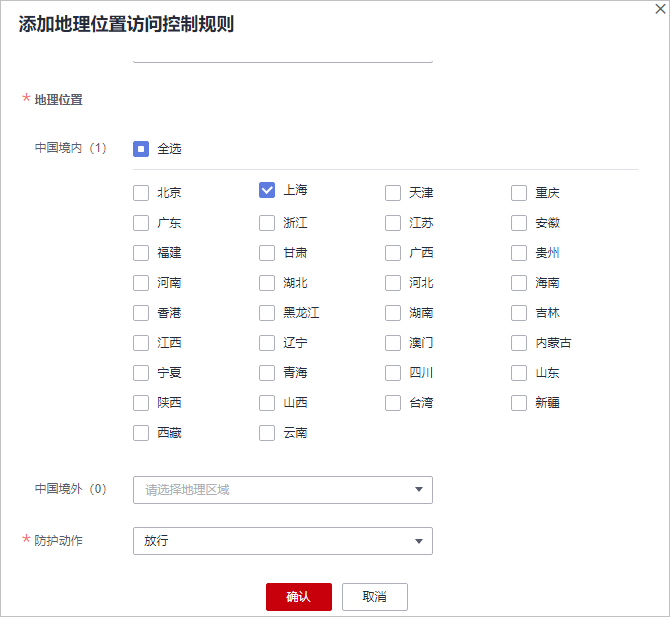 添加地理位置访问控制规则
* 地理位置
中国境内（1） 全选
北京 上海 天津 重庆
广东 浙江 江苏 安徽
福建 甘肃 广西 贵州
河南 湖北 河北 海南
香港 黑龙江 湖南 吉林
江西 辽宁 澳门 内蒙古
宁夏 青海 四川 山东
陕西 山西 台湾 新疆
西藏 云南
中国境外（0） 请选择地理区域
* 防护动作 放行
确认 取消